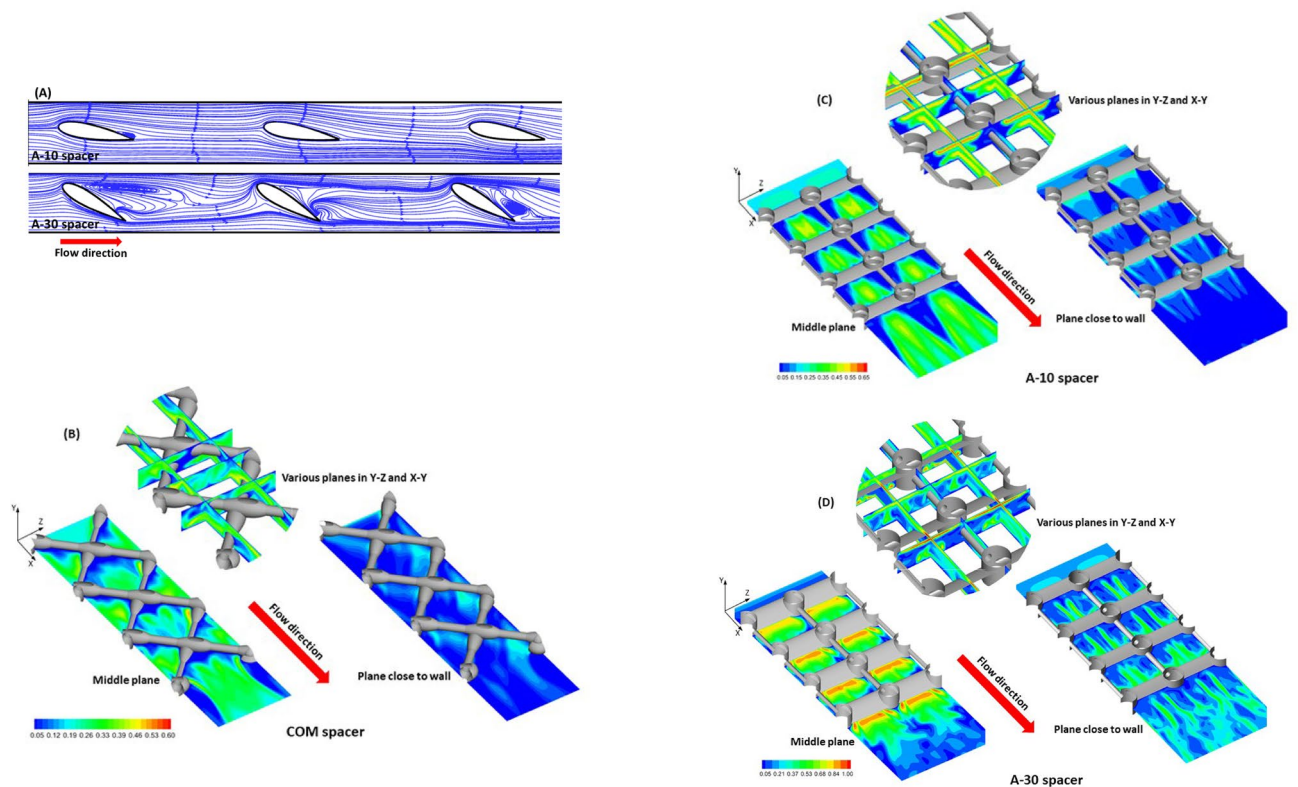 (A)
A-10 spacer
A-30 spacer
Flow direction
(B)
Various planes in Y-Z and X-Y
Y
Z
X
Flow direction
Middle plane
Plane close to wall
0.05 0.12 0.19 0.26 0.33 0.39 0.46 0.53 0.60
COM spacer
(C)
Various planes in Y-Z and X-Y
Y
Z
X
Flow direction
Middle plane
Plane close to wall
0.05 0.15 0.25 0.35 0.45 0.55 0.65
A-10 spacer
(D)
Various planes in Y-Z and X-Y
Y
Z
X
Flow direction
Middle plane
Plane close to wall
0.05 0.21 0.37 0.53 0.68 0.84 1.00
A-30 spacer